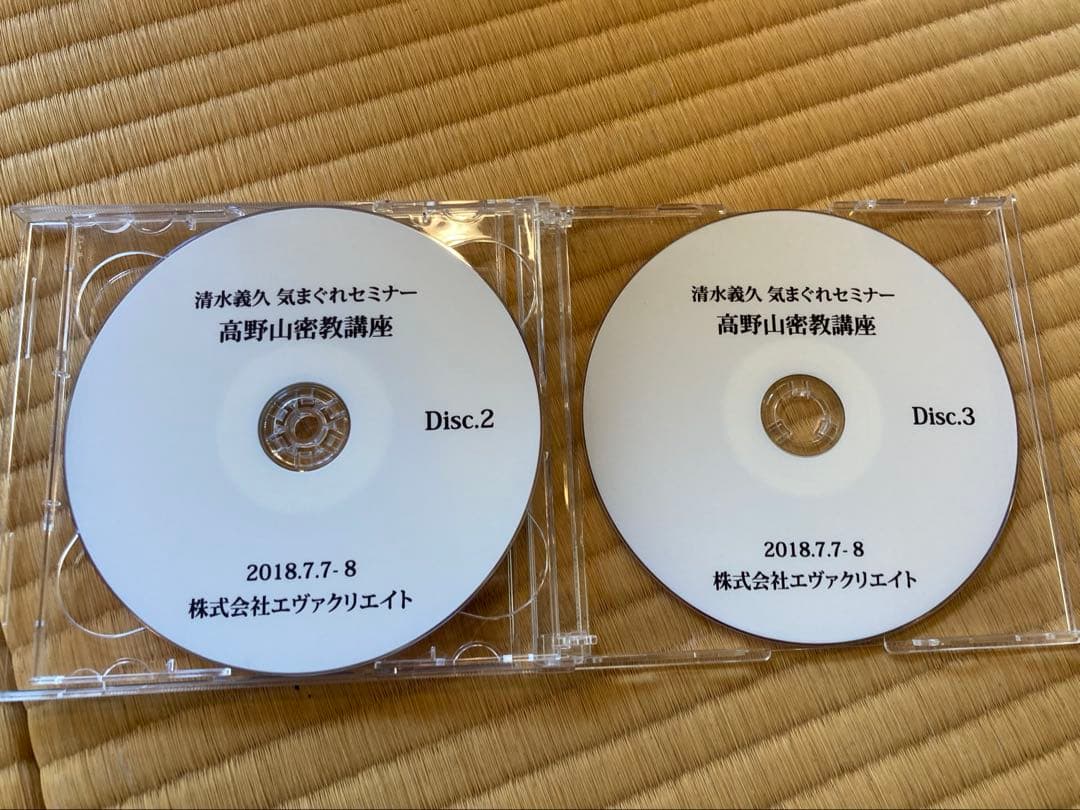 清水義久 気まぐれセミナー
高野山密教講座
Disc.2
2018.7.7-8
株式会社エヴァクリエイト
清水義久 気まぐれセミナー
高野山密教講座
Disc.3
2018.7.7-8
株式会社エヴァクリエイト